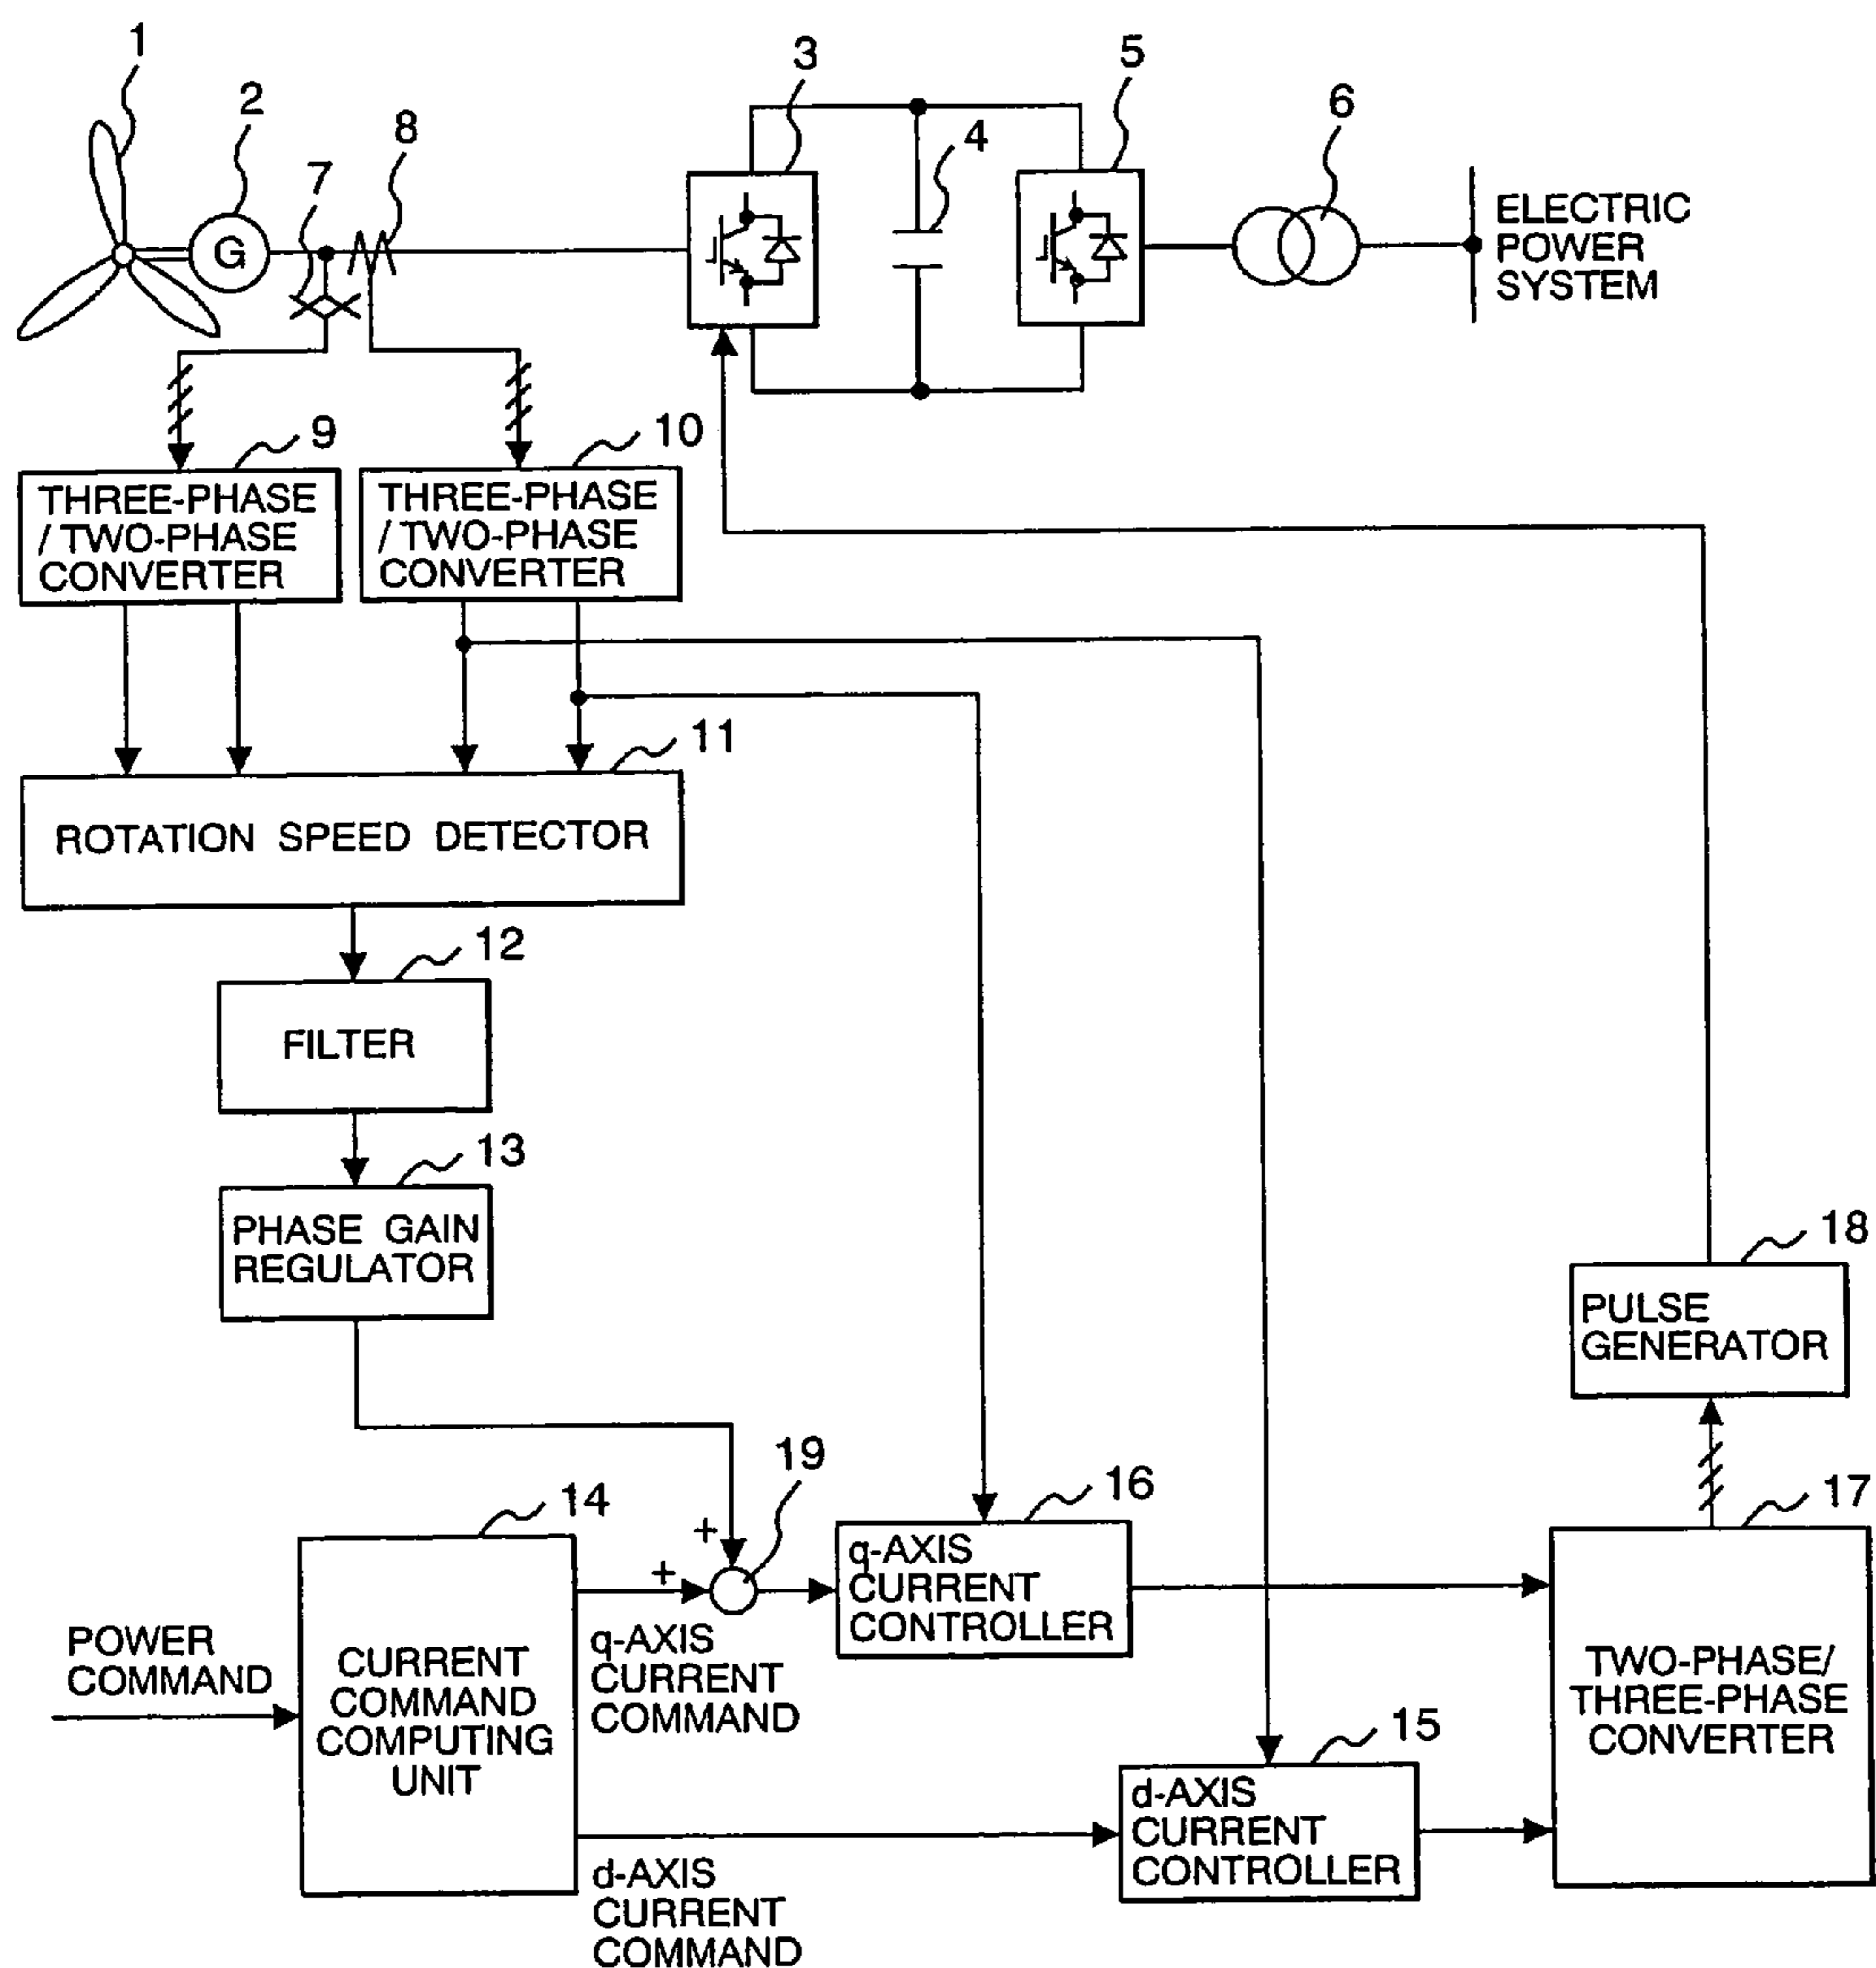 1
2
7
8
3
4
5
6
G
ELECTRIC
POWER
SYSTEM
9
10
THREE-PHASE
/ TWO-PHASE
CONVERTER
THREE-PHASE
/ TWO-PHASE
CONVERTER
11
ROTATION SPEED DETECTOR
12
FILTER
13
PHASE GAIN
REGULATOR
18
PULSE
GENERATOR
19
14
+
+
16
17
q-AXIS
CURRENT
CONTROLLER
POWER
COMMAND
CURRENT
COMMAND
COMPUTING
UNIT
q-AXIS
CURRENT
COMMAND
TWO-PHASE/
THREE-PHASE
CONVERTER
15
d-AXIS
CURRENT
CONTROLLER
d-AXIS
CURRENT
COMMAND